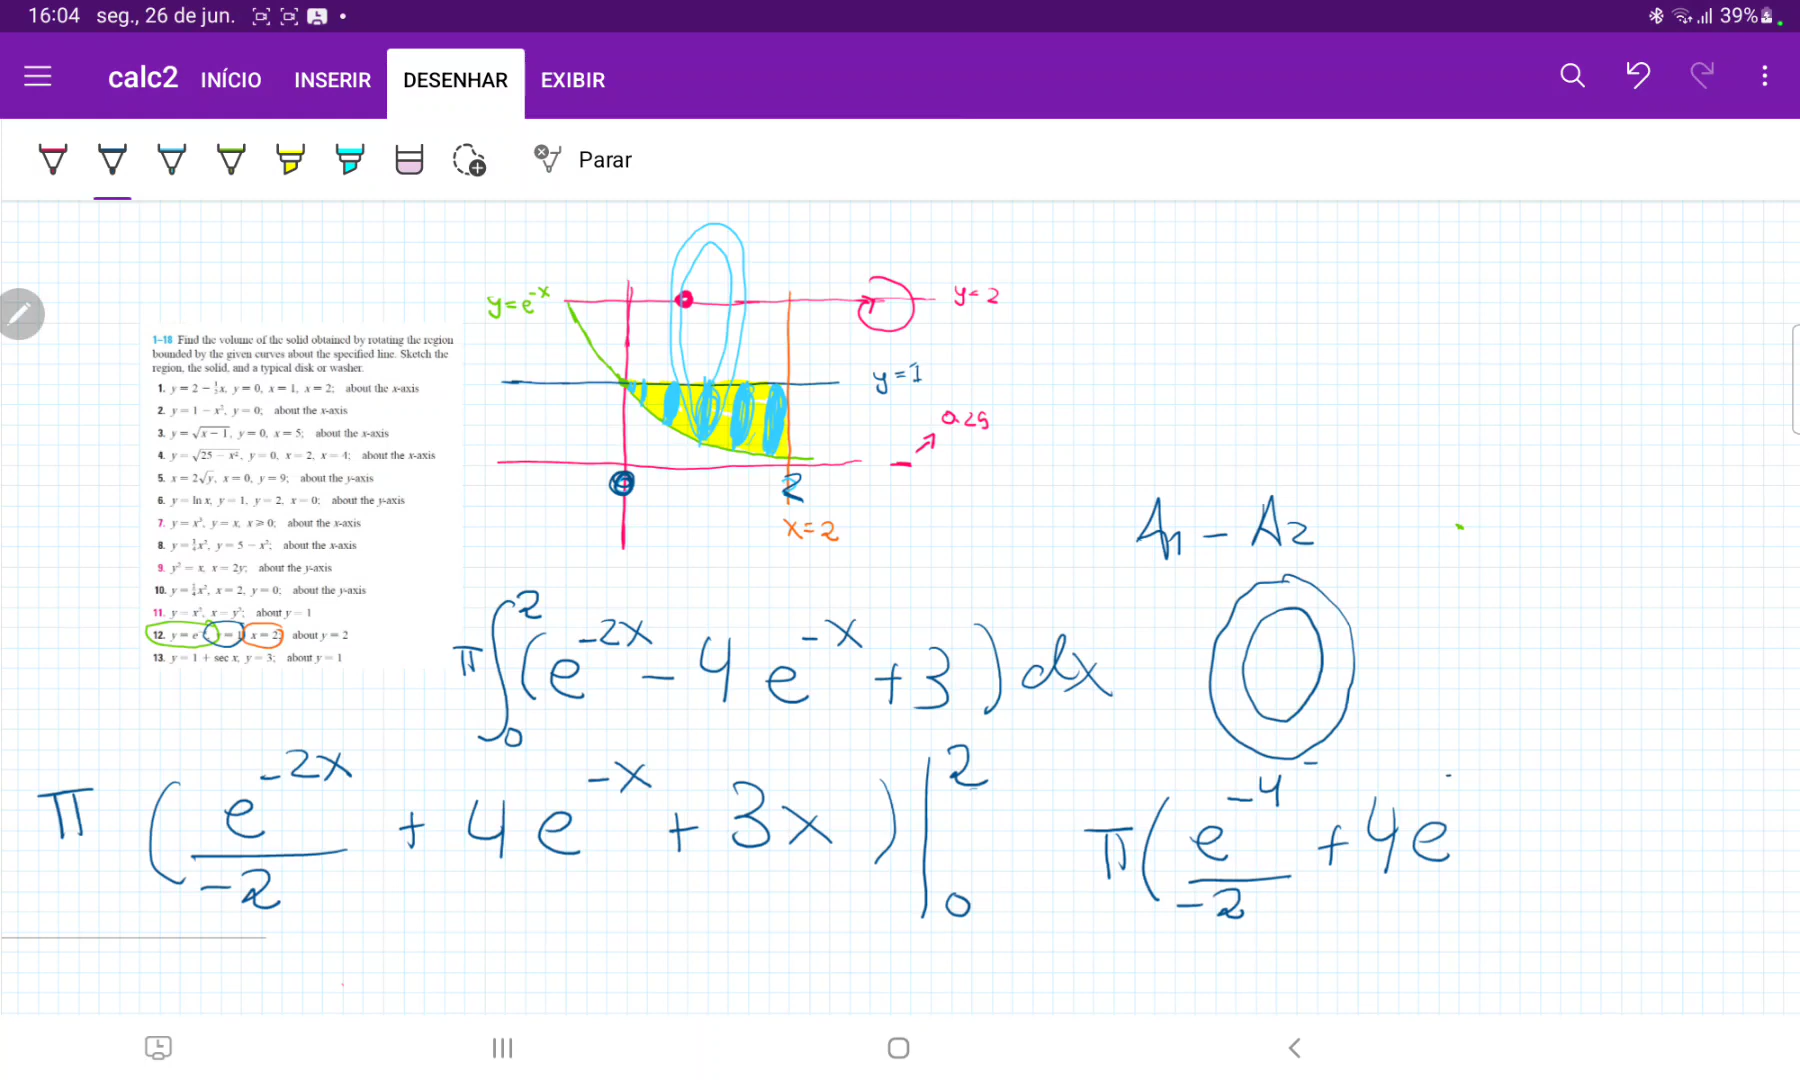 16:04 seg., 26 de jun.
39%
calc2 INÍCIO INSERIR DESENHAR EXIBIR
Parar
y=e^-x
y=2
y=1
0.25
0
2
x=2
1–18 Find the volume of the solid obtained by rotating the region
bounded by the given curves about the specified line. Sketch the
region, the solid, and a typical disk or washer.
1. y = 2 − ½x, y = 0, x = 1, x = 2; about the x-axis
2. y = 1 − x², y = 0; about the x-axis
3. y = √(x − 1), y = 0, x = 5; about the x-axis
4. y = √(25 − x²), y = 0, x = 2, x = 4; about the x-axis
5. x = 2√y, x = 0, y = 9; about the y-axis
6. y = ln x, y = 1, y = 2, x = 0; about the y-axis
7. y = x³, y = x, x ⩾ 0; about the x-axis
8. y = ¼x², y = 5 − x²; about the x-axis
9. y² = x, x = 2y; about the y-axis
10. y = ¼x², x = 2, y = 0; about the y-axis
11. y = x², x = y²; about y = 1
12. y = e = 1 x = 2; about y = 2
13. y = 1 + sec x, y = 3; about y = 1
A1 − A2
π∫₀² (e^-2x − 4e^-x + 3) dx
π (e^-2x/-2 + 4e^-x + 3x) |₀²
π(e^-4/-2 + 4e